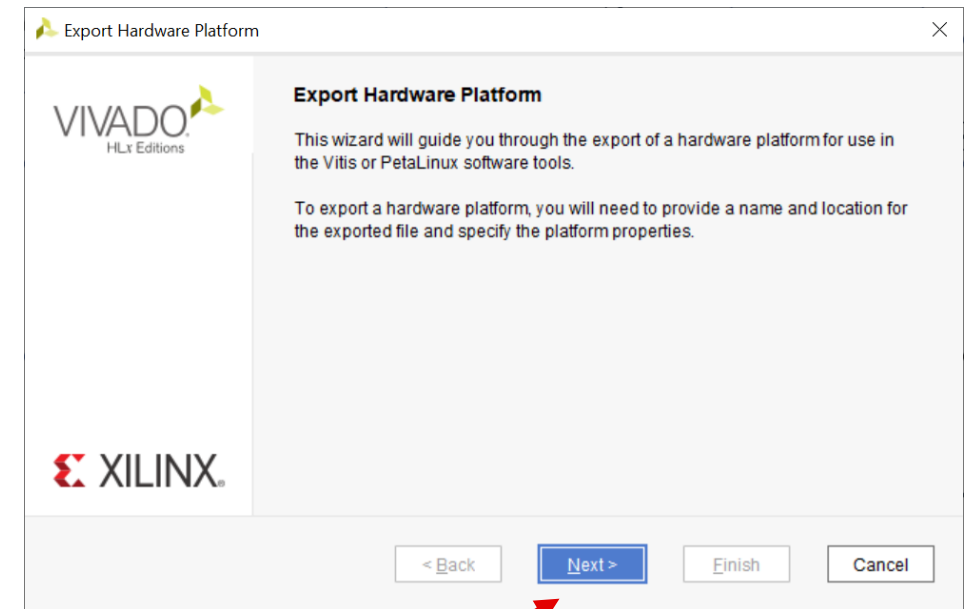 Export Hardware Platform
VIVADO.
HLx Editions
Export Hardware Platform
This wizard will guide you through the export of a hardware platform for use in
the Vitis or PetaLinux software tools.
To export a hardware platform, you will need to provide a name and location for
the exported file and specify the platform properties.
XILINX.
< Back
Next >
Finish
Cancel